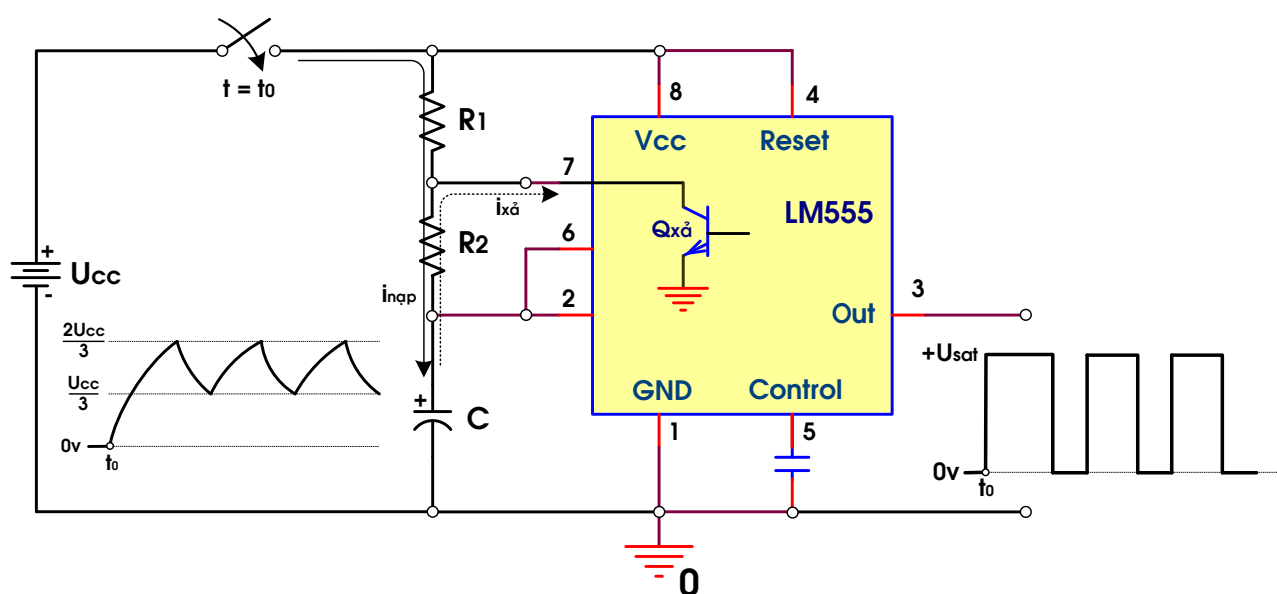 t = t0
R1
8
4
Vcc
Reset
7
ixả
LM555
Qxả
R2
6
+
Ucc
-
inạp
2
3
Out
2Ucc
3
Ucc
3
0v
t0
+
C
GND
Control
1
5
+Usat
0v
t0
0